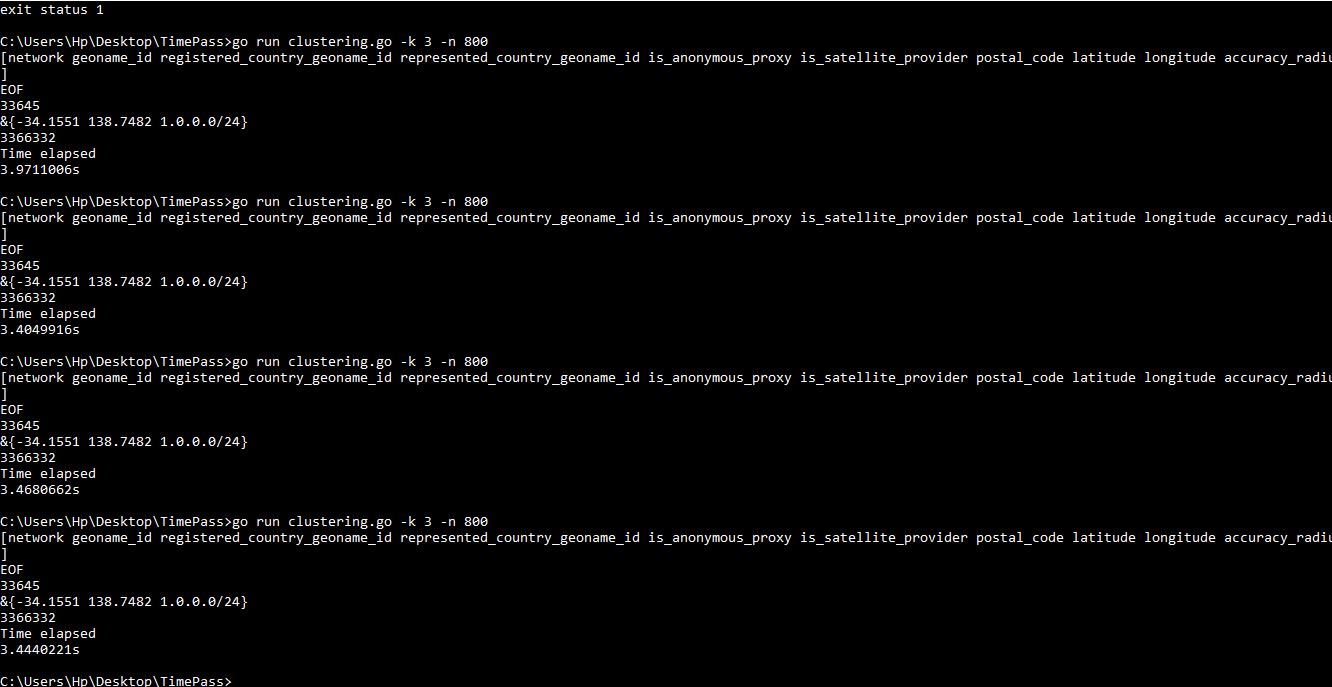 exit status 1
C:\Users\Hp\Desktop\TimePass>go run clustering.go -k 3 -n 800
[network geoname_id registered_country_geoname_id represented_country_geoname_id is_anonymous_proxy is_satellite_provider postal_code latitude longitude accuracy_radiu
]
EOF
33645
&{-34.1551 138.7482 1.0.0.0/24}
3366332
Time elapsed
3.9711006s
C:\Users\Hp\Desktop\TimePass>go run clustering.go -k 3 -n 800
[network geoname_id registered_country_geoname_id represented_country_geoname_id is_anonymous_proxy is_satellite_provider postal_code latitude longitude accuracy_radiu
]
EOF
33645
&{-34.1551 138.7482 1.0.0.0/24}
3366332
Time elapsed
3.4049916s
C:\Users\Hp\Desktop\TimePass>go run clustering.go -k 3 -n 800
[network geoname_id registered_country_geoname_id represented_country_geoname_id is_anonymous_proxy is_satellite_provider postal_code latitude longitude accuracy_radiu
]
EOF
33645
&{-34.1551 138.7482 1.0.0.0/24}
3366332
Time elapsed
3.4680662s
C:\Users\Hp\Desktop\TimePass>go run clustering.go -k 3 -n 800
[network geoname_id registered_country_geoname_id represented_country_geoname_id is_anonymous_proxy is_satellite_provider postal_code latitude longitude accuracy_radiu
]
EOF
33645
&{-34.1551 138.7482 1.0.0.0/24}
3366332
Time elapsed
3.4440221s
C:\Users\Hp\Desktop\TimePass>